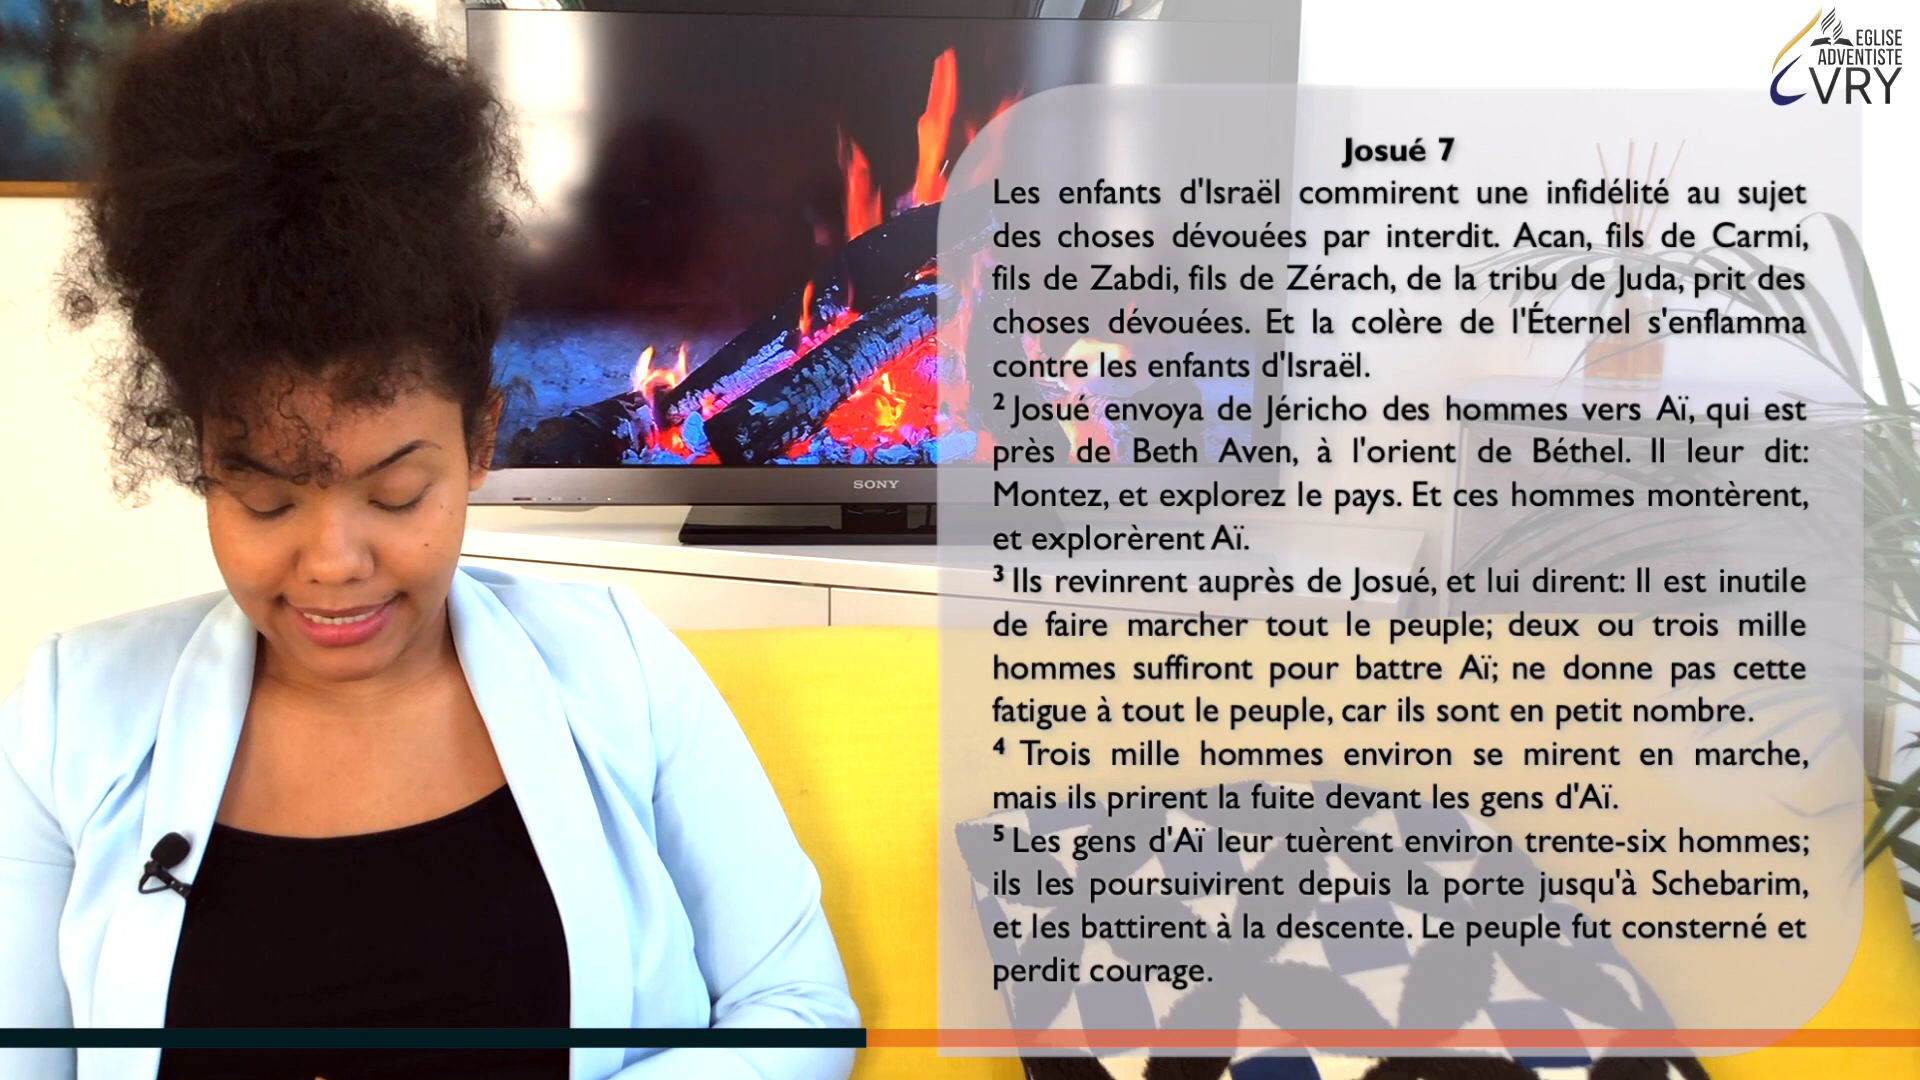 EGLISE
ADVENTISTE
VRY
Josué 7
Les enfants d'Israël commirent une infidélité au sujet
des choses dévouées par interdit. Acan, fils de Carmi,
fils de Zabdi, fils de Zérach, de la tribu de Juda, prit des
choses dévouées. Et la colère de l'Éternel s'enflamma
contre les enfants d'Israël.
2 Josué envoya de Jéricho des hommes vers Aï, qui est
près de Beth Aven, à l'orient de Béthel. Il leur dit:
Montez, et explorez le pays. Et ces hommes montèrent,
et explorèrent Aï.
3 Ils revinrent auprès de Josué, et lui dirent: Il est inutile
de faire marcher tout le peuple; deux ou trois mille
hommes suffiront pour battre Aï; ne donne pas cette
fatigue à tout le peuple, car ils sont en petit nombre.
4 Trois mille hommes environ se mirent en marche,
mais ils prirent la fuite devant les gens d'Aï.
5 Les gens d'Aï leur tuèrent environ trente-six hommes;
ils les poursuivirent depuis la porte jusqu'à Schebarim,
et les battirent à la descente. Le peuple fut consterné et
perdit courage.
SONY